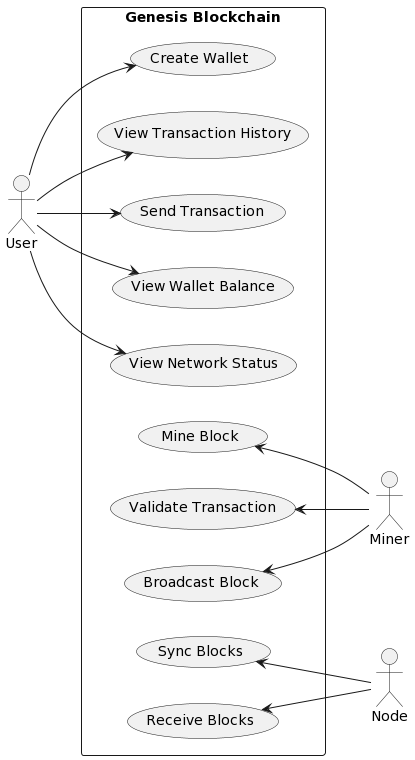 Genesis Blockchain
Create Wallet
View Transaction History
Send Transaction
User
View Wallet Balance
View Network Status
Mine Block
Validate Transaction
Miner
Broadcast Block
Sync Blocks
Node
Receive Blocks